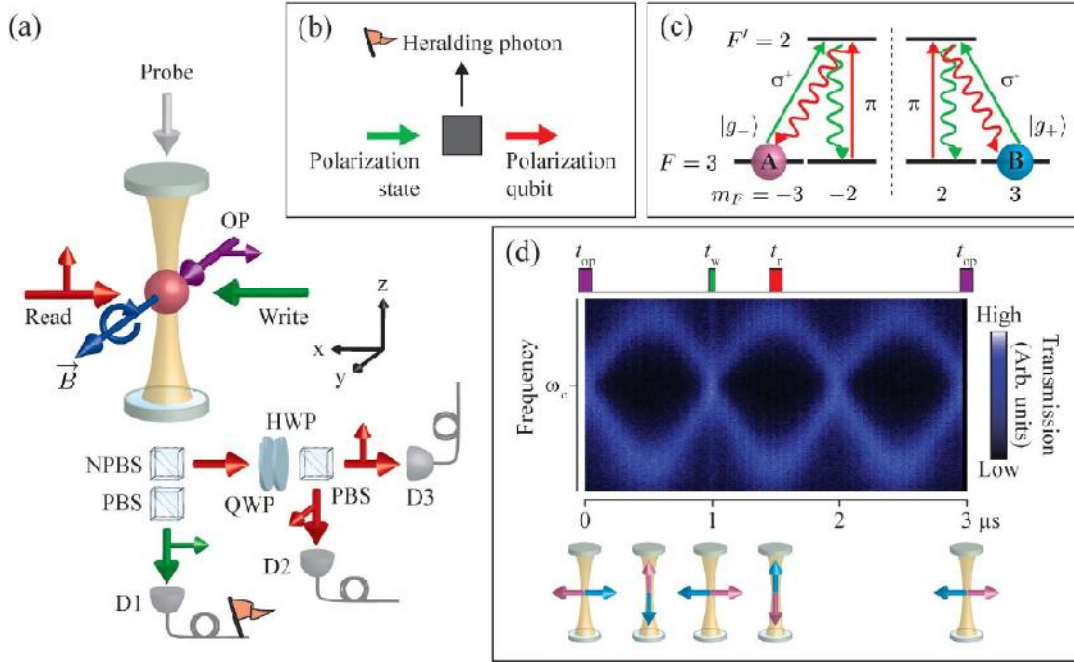 (a)
Probe
OP
Read
Write
B
z
x
y
HWP
NPBS
PBS
QWP
PBS
D3
D2
D1
(b)
Heralding photon
Polarization
state
Polarization
qubit
(c)
F′ = 2
σ+
π
π
σ-
|g−⟩
|g+⟩
A
B
F = 3
mF = −3
−2
2
3
(d)
top
tw
tr
top
Frequency
ωc
High
Low
Transmission
(Arb. units)
0
1
2
3 µs